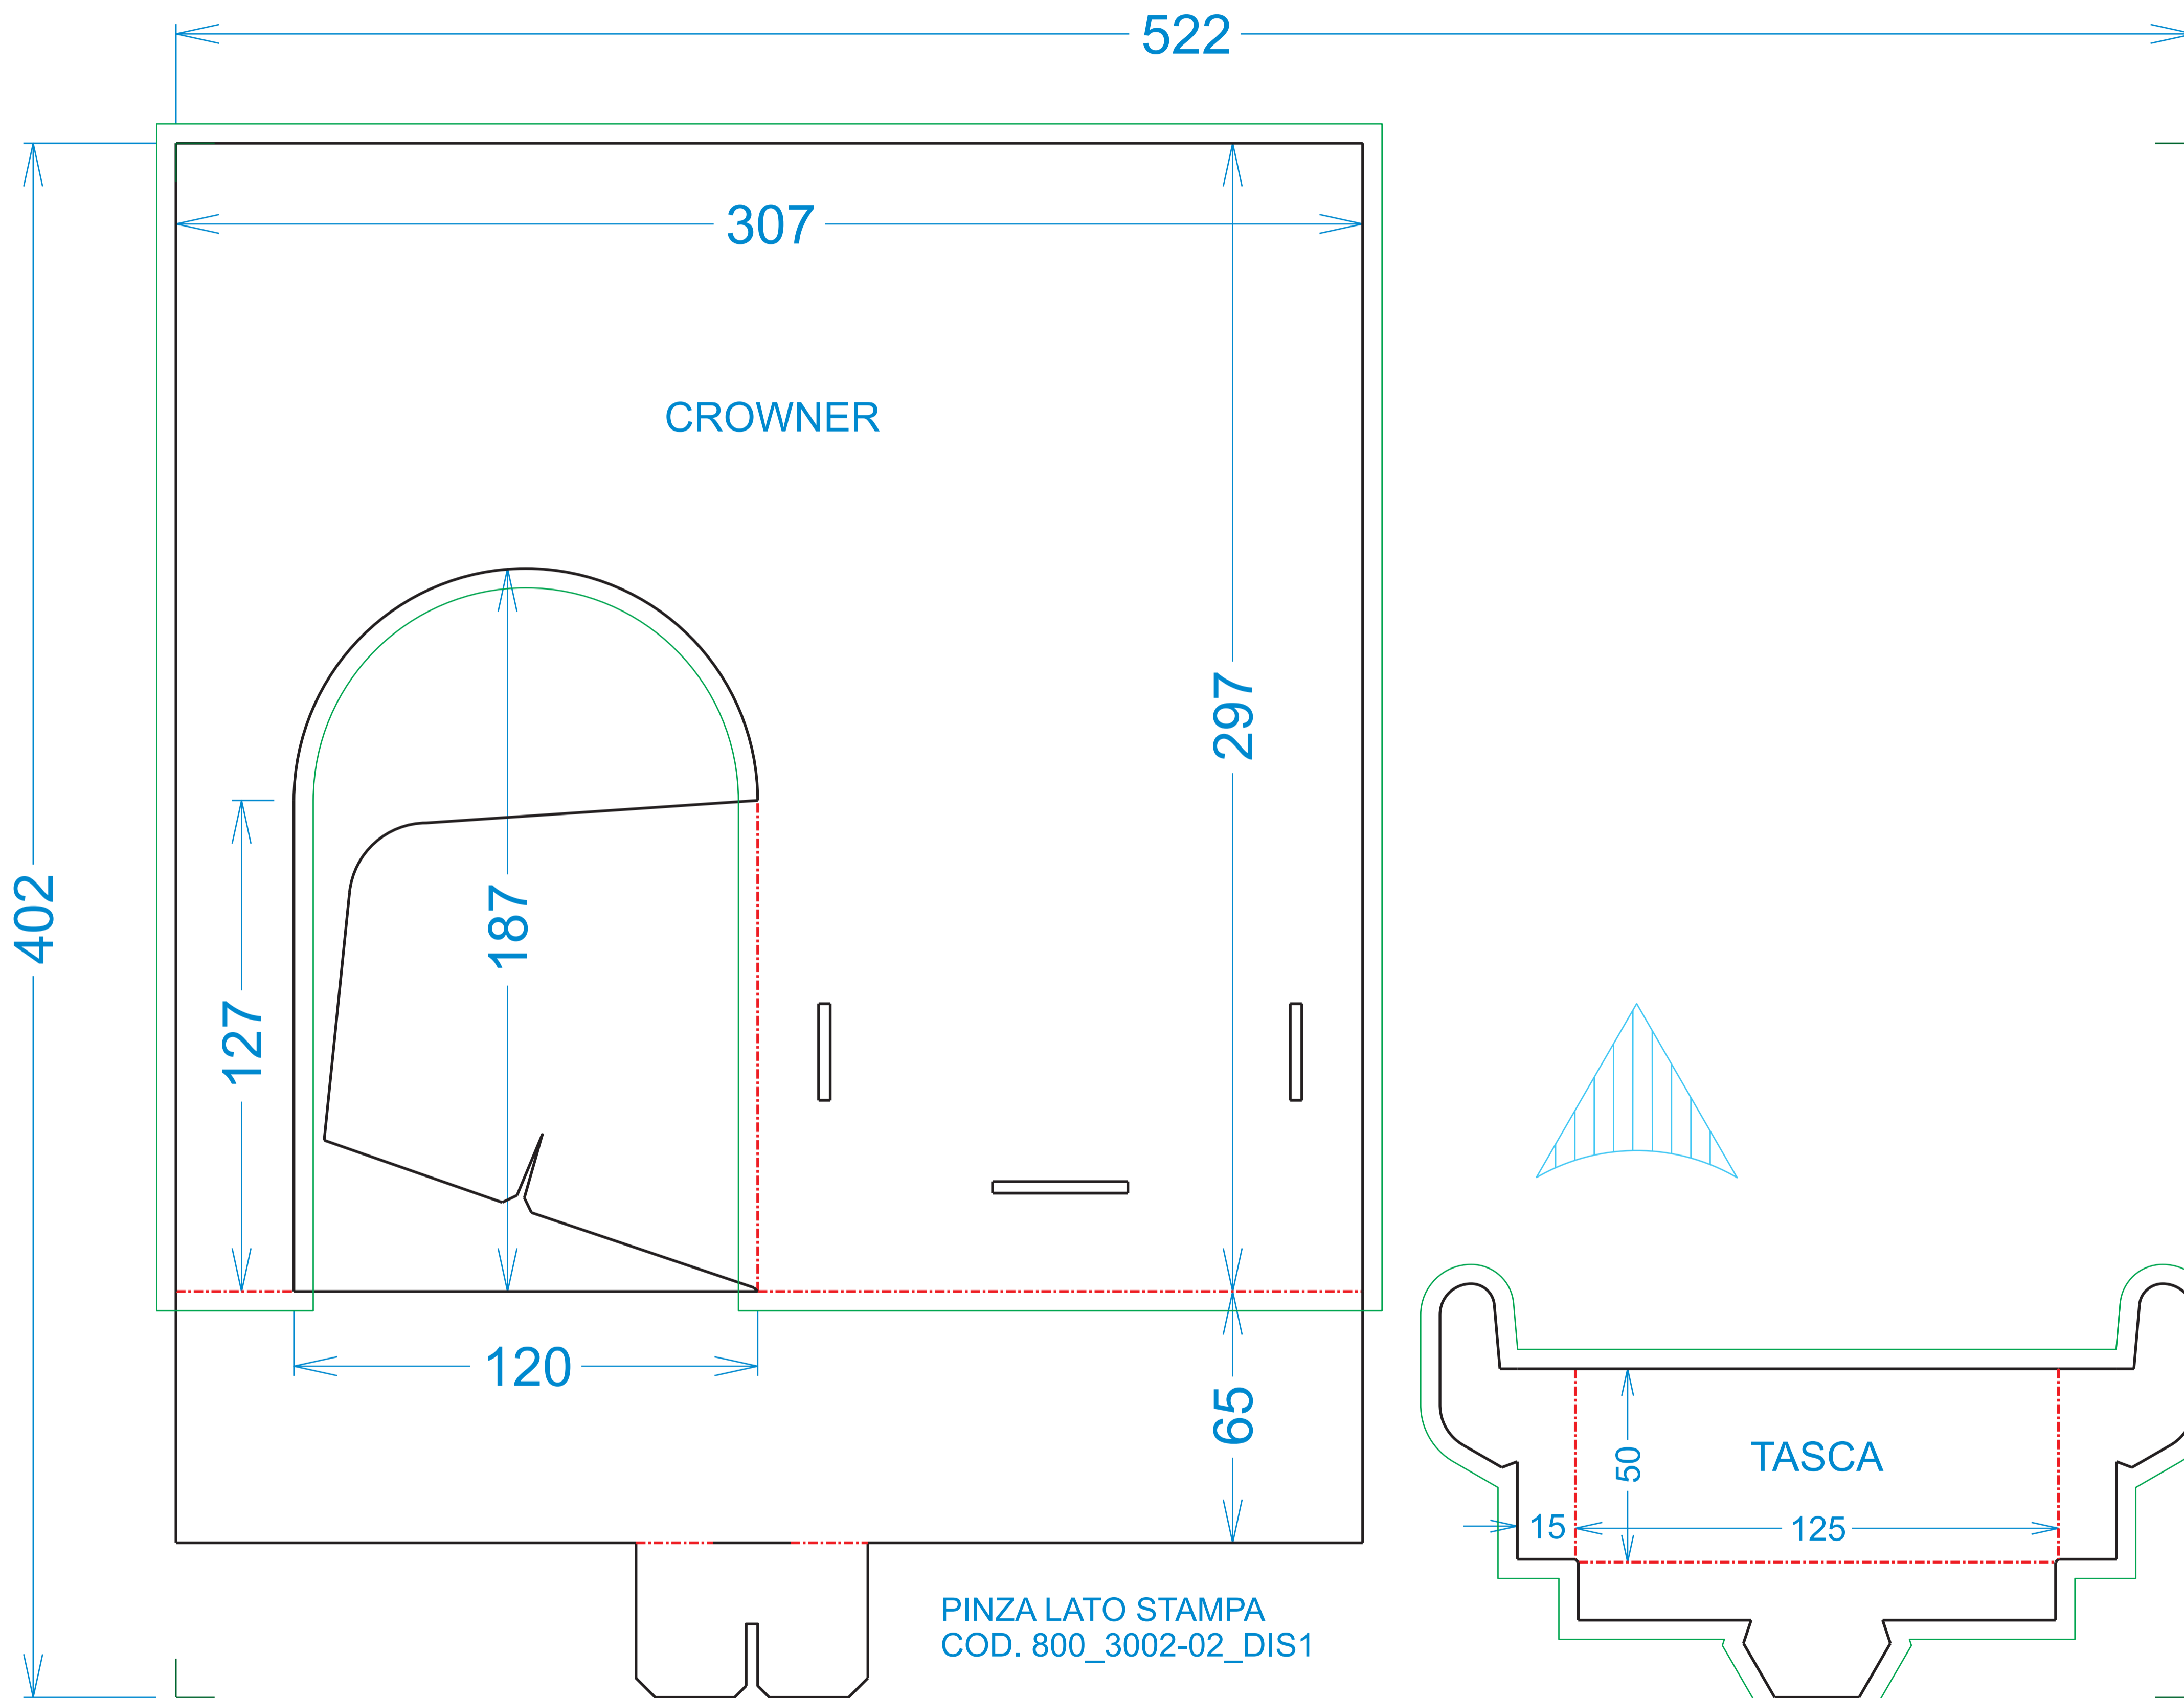 522
307
CROWNER
297
402
187
127
120
65
50
TASCA
15
125
PINZA LATO STAMPA
COD. 800_3002-02_DIS1